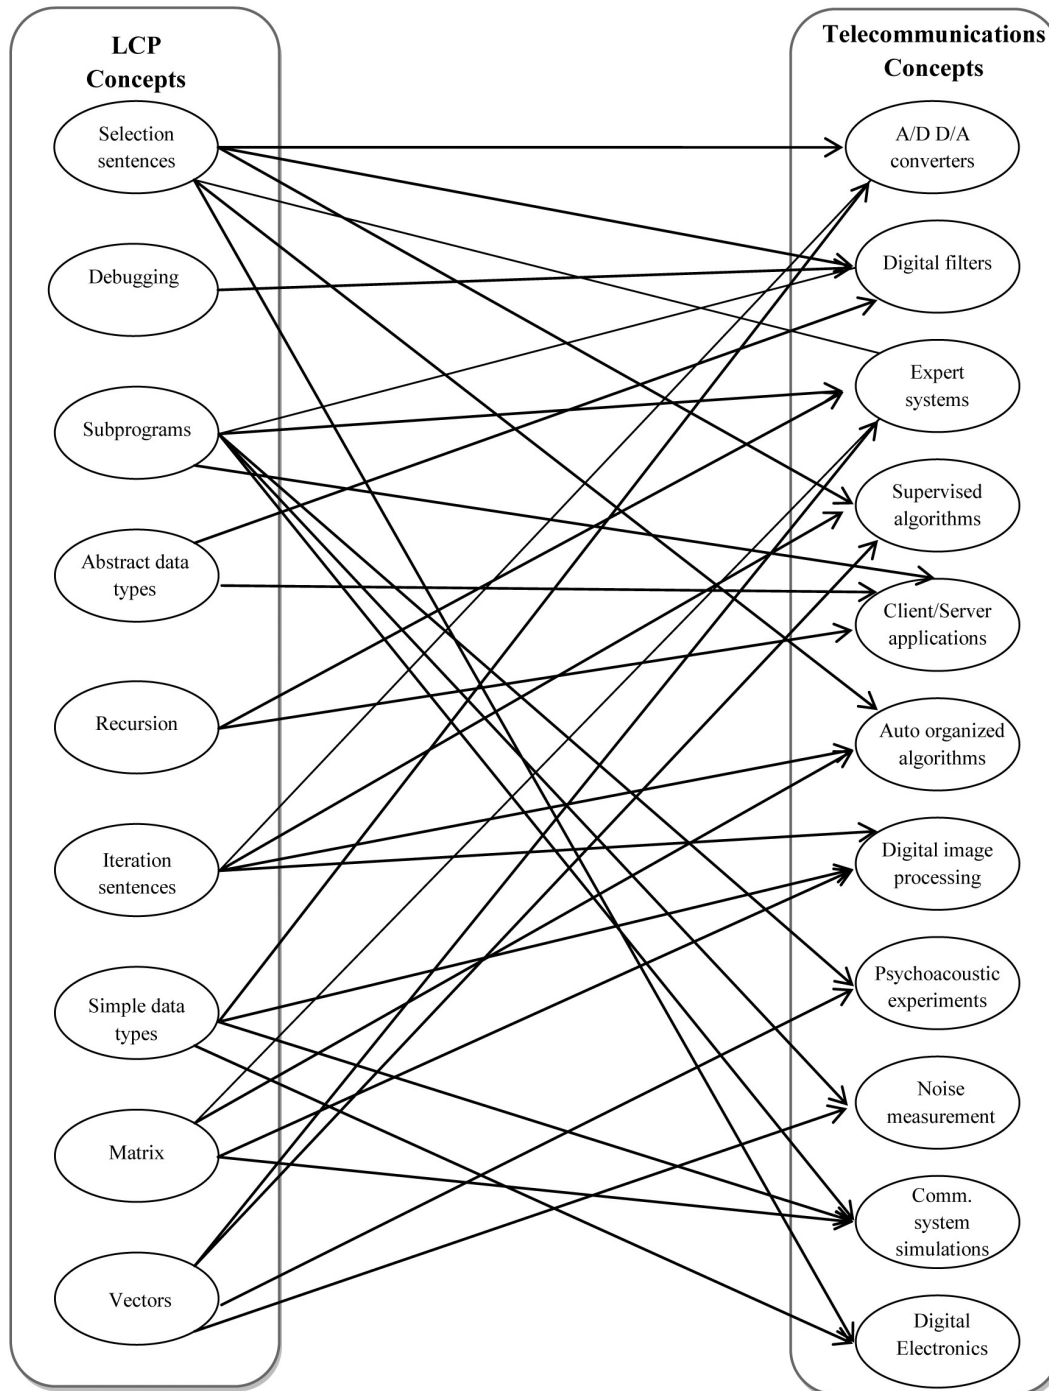 LCP
Concepts
Selection
sentences
Debugging
Subprograms
Abstract data
types
Recursion
Iteration
sentences
Simple data
types
Matrix
Vectors
Telecommunications
Concepts
A/D D/A
converters
Digital filters
Expert
systems
Supervised
algorithms
Client/Server
applications
Auto organized
algorithms
Digital image
processing
Psychoacoustic
experiments
Noise
measurement
Comm.
system
simulations
Digital
Electronics